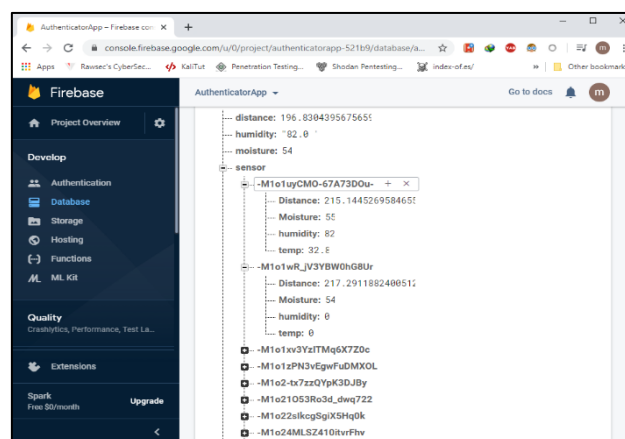 AuthenticatorApp – Firebase con
console.firebase.google.com/u/0/project/authenticatorapp-521b9/database/a...
Apps Rawsec's CyberSec... KaliTut Penetration Testing... Shodan Pentesting... index-of.es/ Other bookmark
Firebase
AuthenticatorApp
Go to docs
m
Project Overview
Develop
Authentication
Database
Storage
Hosting
Functions
ML Kit
Quality
Crashlytics, Performance, Test La...
Extensions
Spark
Free $0/month
Upgrade
distance: 196.8304395675659
humidity: "82.0 "
moisture: 54
sensor
-M1o1uyCMO-67A73DOu-
Distance: 215.1445269584655
Moisture: 55
humidity: 82
temp: 32.8
-M1o1wR_jV3YBW0hG8Ur
Distance: 217.2911882400512
Moisture: 54
humidity: 0
temp: 0
-M1o1xv3YzITMq6X7Z0c
-M1o1zPN3vEgwFuDMXOL
-M1o2-tx7zzQYpK3DJBy
-M1o21O53Ro3d_dwq722
-M1o22slkcgSgiX5Hq0k
-M1o24MLSZ410itvrFhv